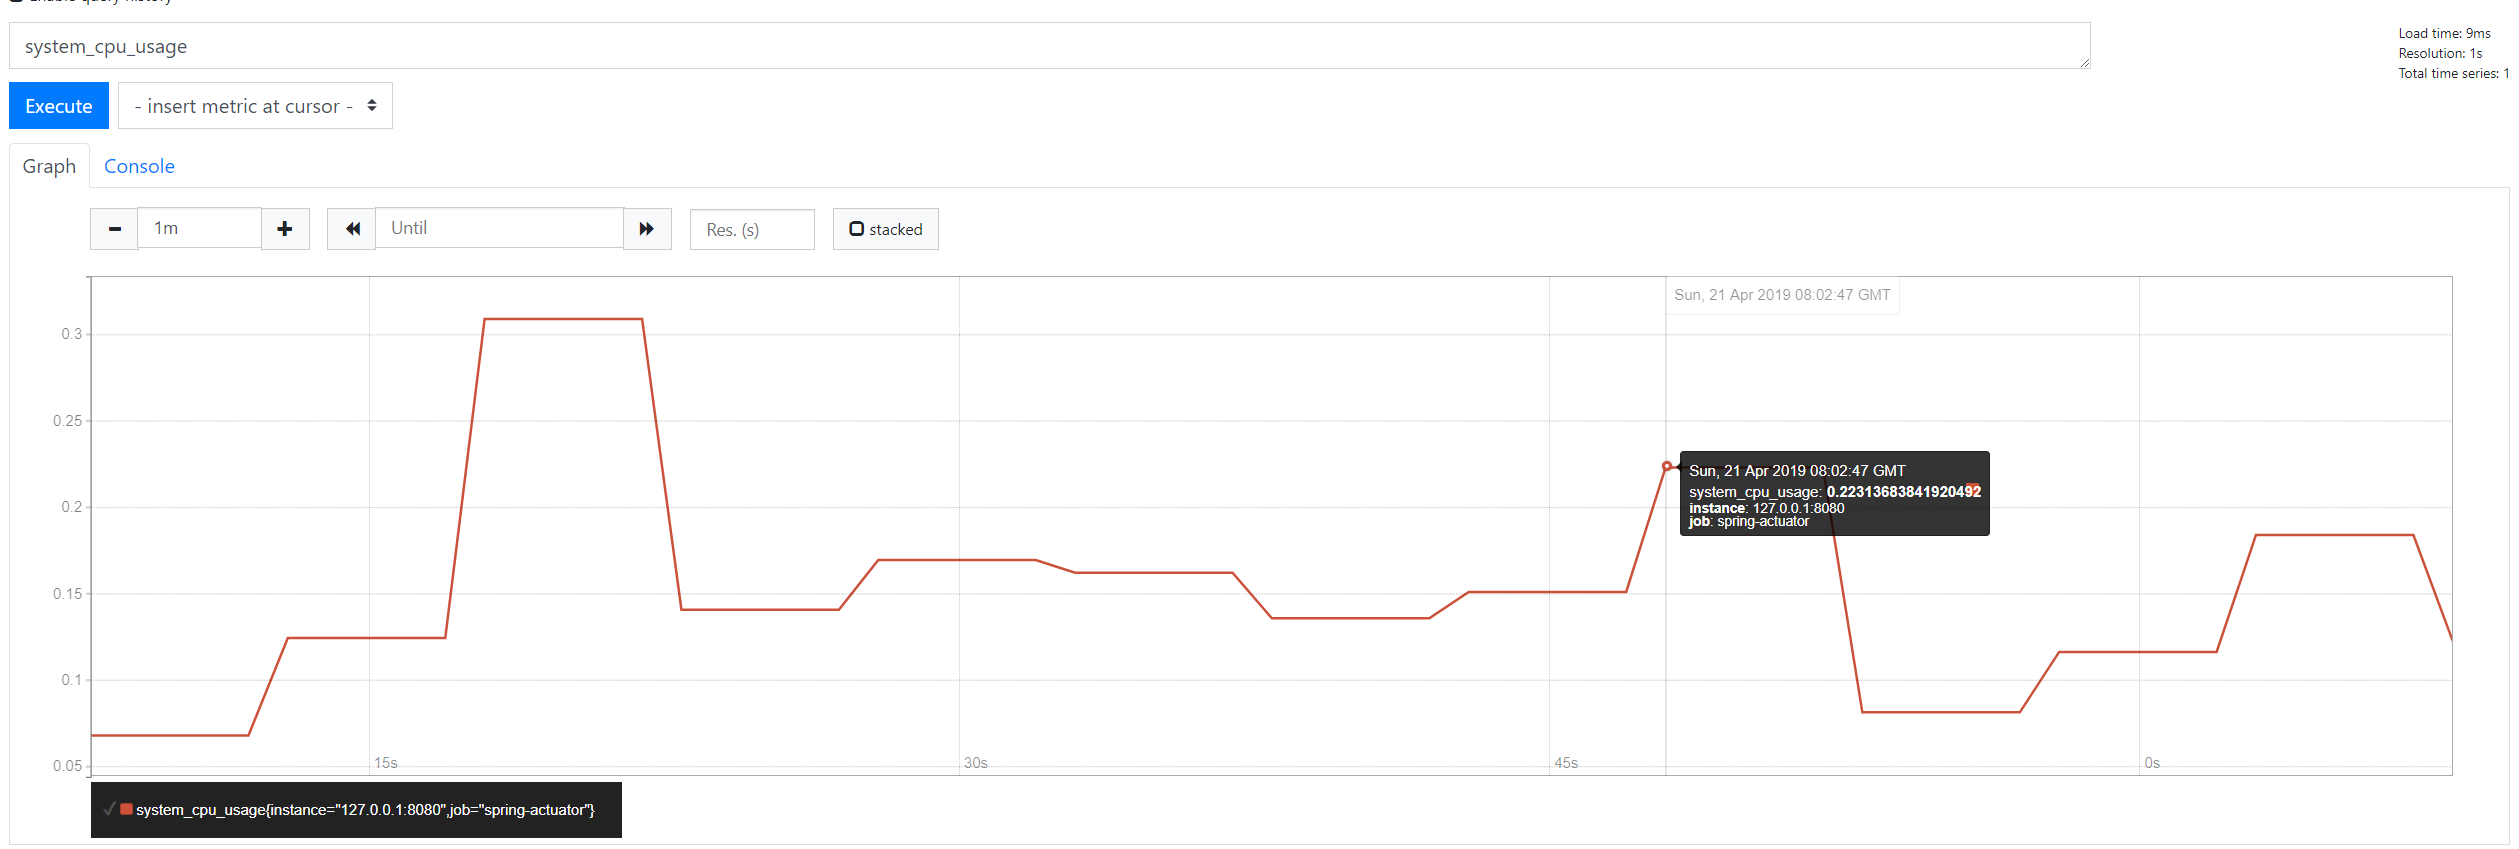 Enable query history
system_cpu_usage
Load time: 9ms
Resolution: 1s
Total time series: 1
Execute
- insert metric at cursor -
Graph
Console
1m
Until
Res. (s)
stacked
Sun, 21 Apr 2019 08:02:47 GMT
0.3
0.25
0.2
0.15
0.1
0.05
Sun, 21 Apr 2019 08:02:47 GMT
system_cpu_usage: 0.22313683841920492
instance: 127.0.0.1:8080
job: spring-actuator
15s
30s
45s
0s
system_cpu_usage{instance="127.0.0.1:8080",job="spring-actuator"}